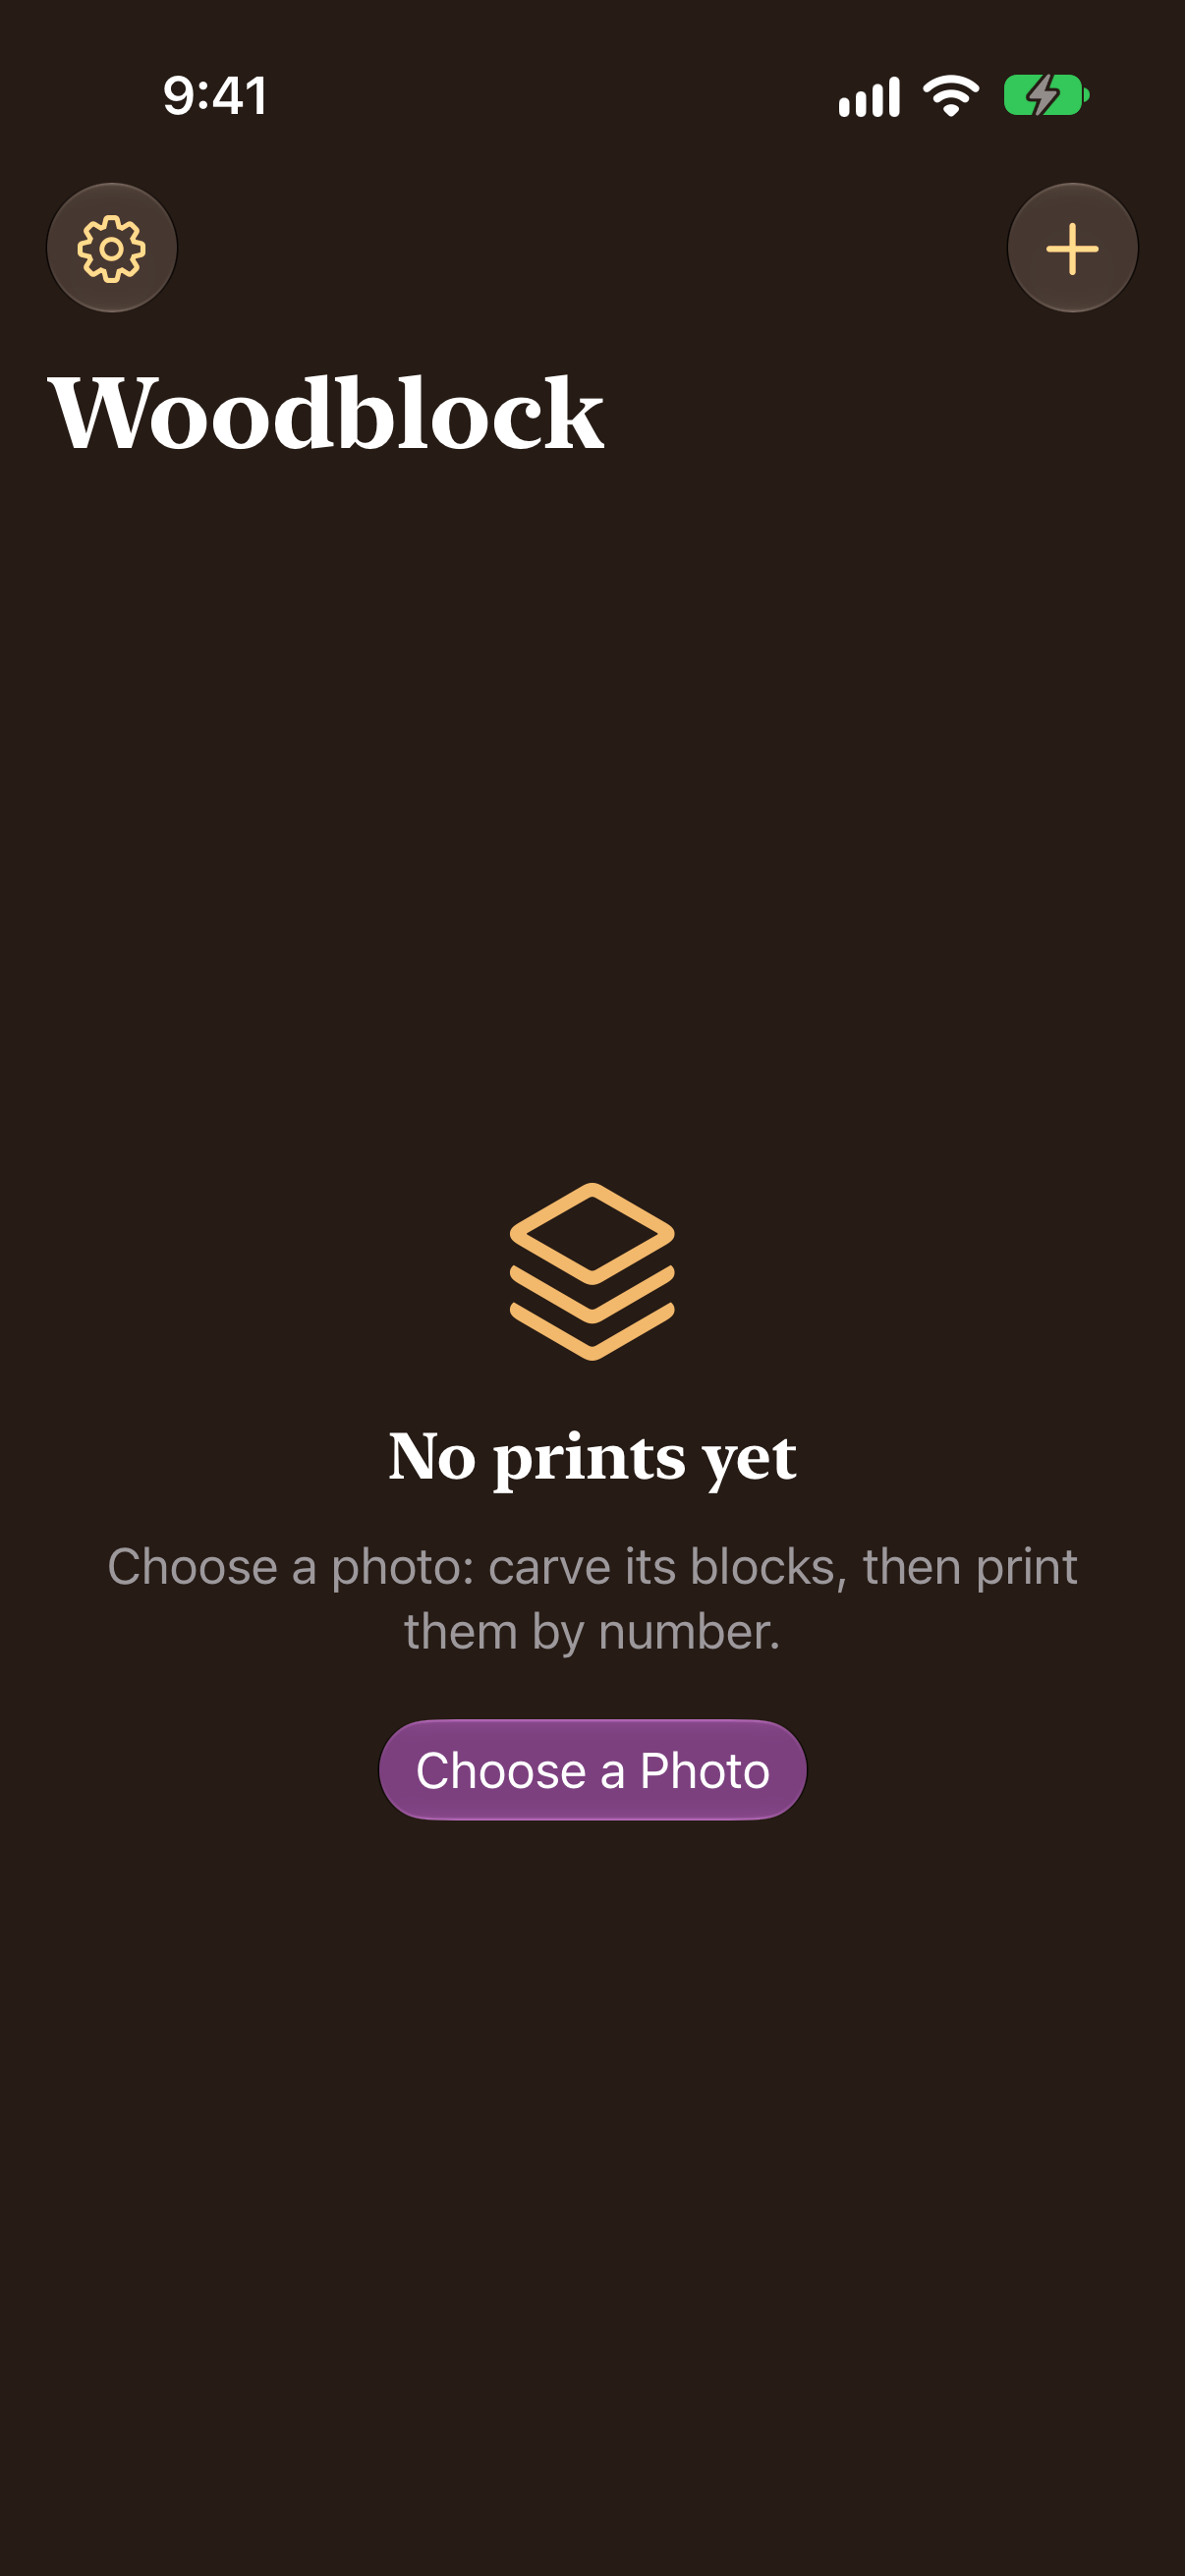 9:41
Woodblock
No prints yet
Choose a photo: carve its blocks, then print
them by number.
Choose a Photo